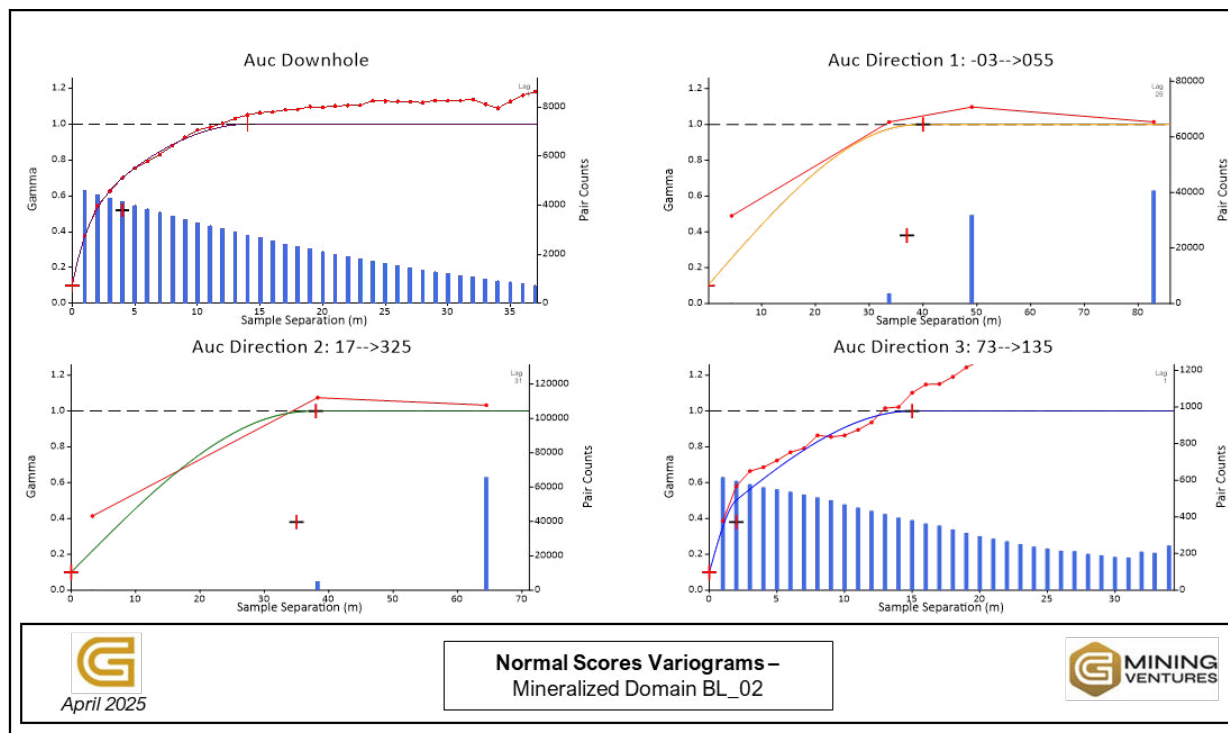 Auc Downhole
Lag
1.2
1.0
0.8
0.6
0.4
0.2
0.0
Gamma
8000
6000
4000
2000
0
Pair Counts
0 5 10 15 20 25 30 35
Sample Separation (m)
Auc Direction 1: -03-->055
Lag
26
1.2
1.0
0.8
0.6
0.4
0.2
0.0
Gamma
80000
60000
40000
20000
0
Pair Counts
10 20 30 40 50 60 70 80
Sample Separation (m)
Auc Direction 2: 17-->325
Lag
31
1.2
1.0
0.8
0.6
0.4
0.2
0.0
Gamma
120000
100000
80000
60000
40000
20000
0
Pair Counts
0 10 20 30 40 50 60 70
Sample Separation (m)
Auc Direction 3: 73-->135
Lag
1
1.2
1.0
0.8
0.6
0.4
0.2
0.0
Gamma
1200
1000
800
600
400
200
0
Pair Counts
0 5 10 15 20 25 30
Sample Separation (m)
April 2025
Normal Scores Variograms –
Mineralized Domain BL_02
MINING
VENTURES